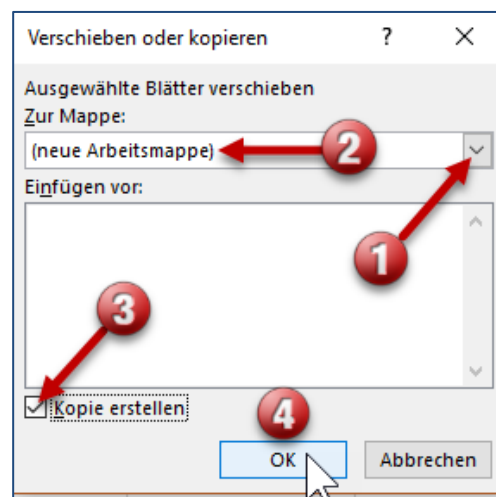 Verschieben oder kopieren ?
Ausgewählte Blätter verschieben
Zur Mappe:
(neue Arbeitsmappe) 2
Einfügen vor:
1
3
Kopie erstellen
4
OK Abbrechen